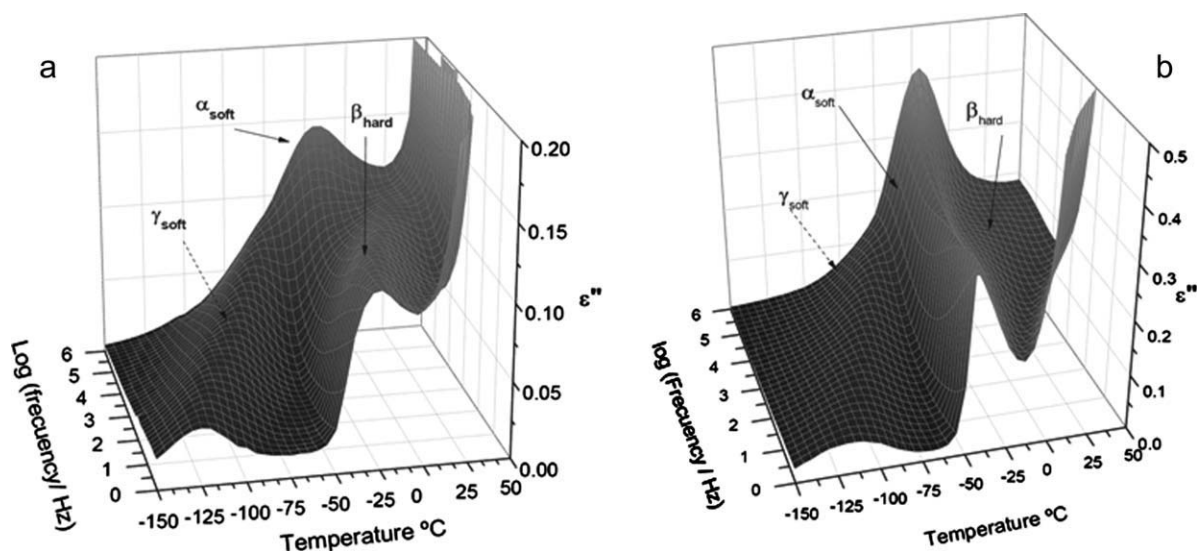 a
α soft
β hard
γ soft
0.20
0.15
0.10
0.05
0.00
ε"
6
5
4
3
2
1
0
Log (frecuency/ Hz)
-150 -125 -100 -75 -50 -25 0 25 50
Temperature ºC
b
α soft
β hard
γ soft
0.5
0.4
0.3
0.2
0.1
0.0
ε"
6
5
4
3
2
1
0
log (Frecuency / Hz)
-150 -125 -100 -75 -50 -25 0 25 50
Temperature ºC